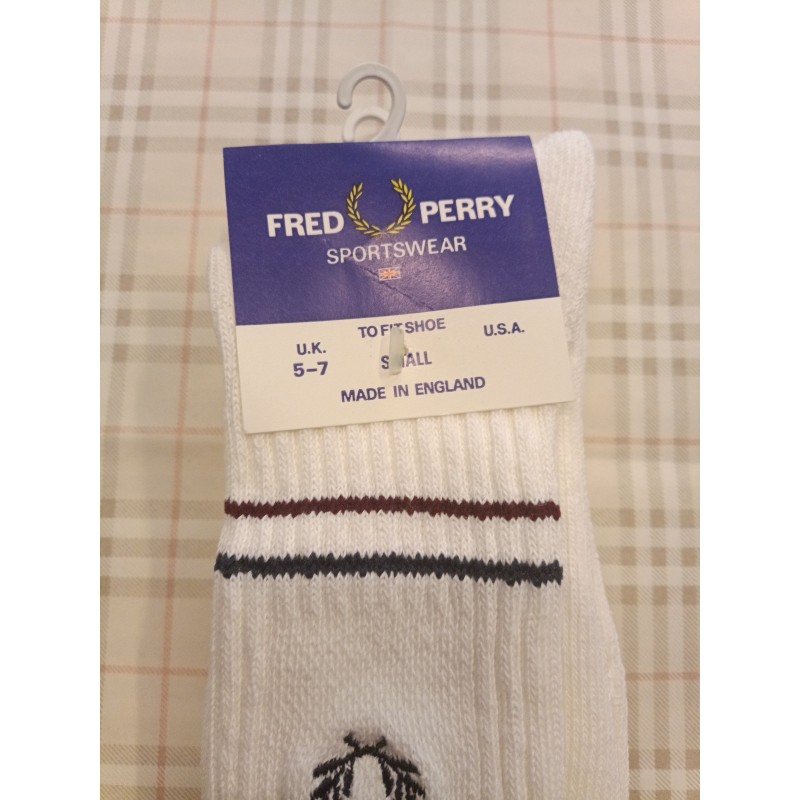 FRED PERRY
SPORTSWEAR
TO FIT SHOE
U.K. U.S.A.
5-7 SMALL
MADE IN ENGLAND